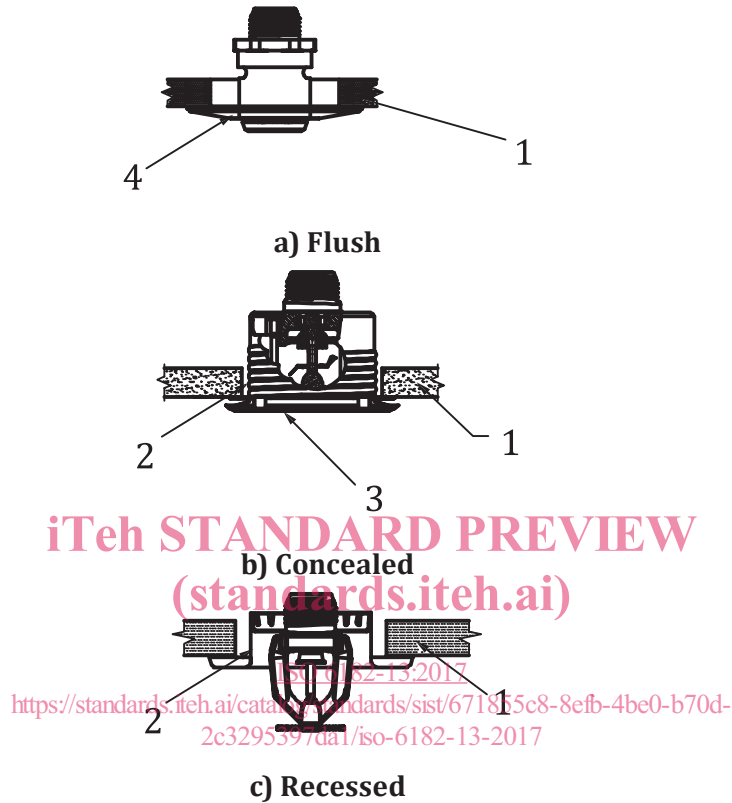 1
4
a) Flush
2
1
3
iTeh STANDARD PREVIEW
b) Concealed
(standards.iteh.ai)
ISO 6182-13:2017
1
https://standards.iteh.ai/catalog/standards/sist/671855c8-8efb-4be0-b70d-
2
2c3295397da1/iso-6182-13-2017
c) Recessed